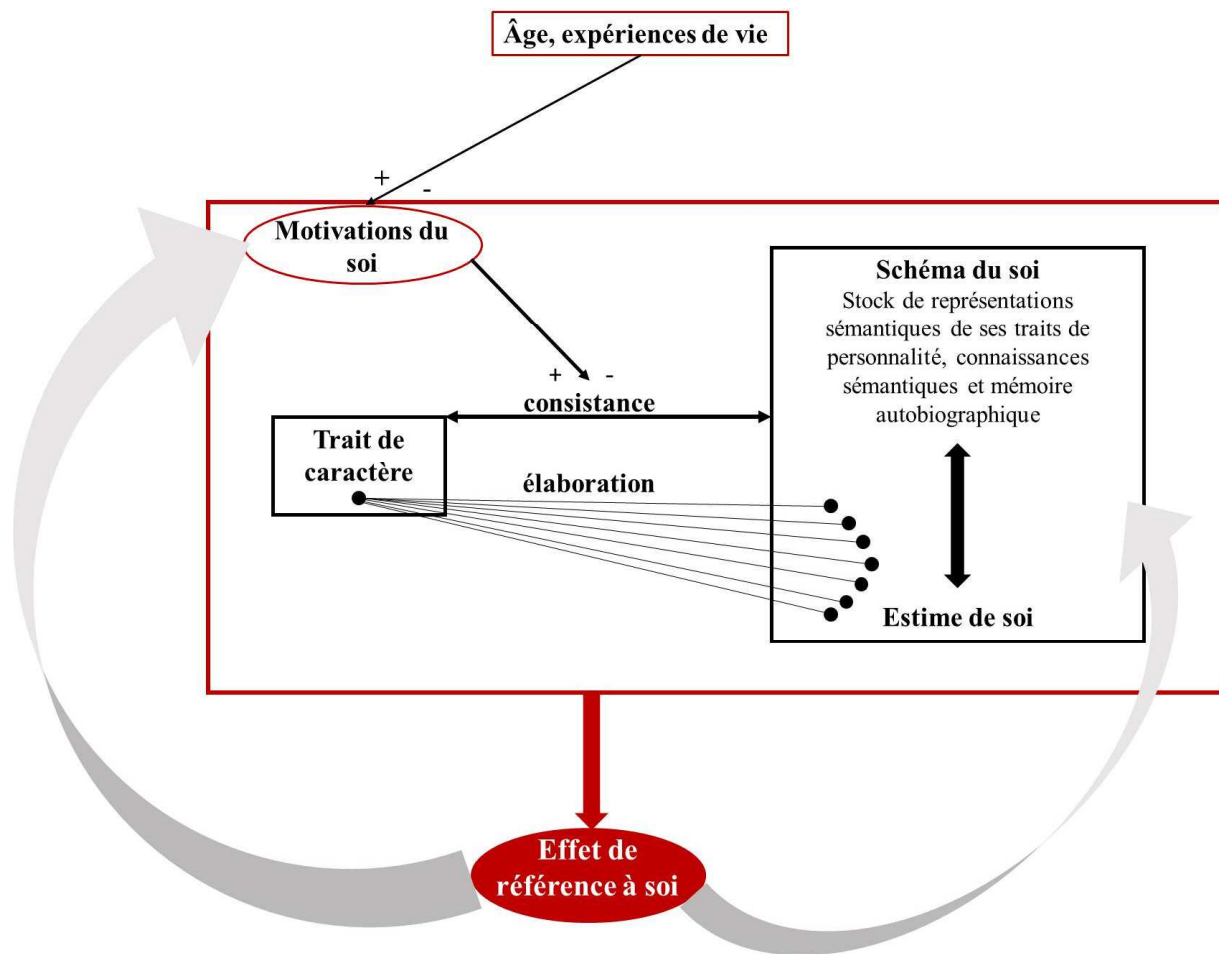 Âge, expériences de vie
+
-
Motivations du
soi
Schéma du soi
Stock de représentations
sémantiques de ses traits de
personnalité, connaissances
sémantiques et mémoire
autobiographique
+ -
consistance
Trait de
caractère
élaboration
Estime de soi
Effet de
référence à soi